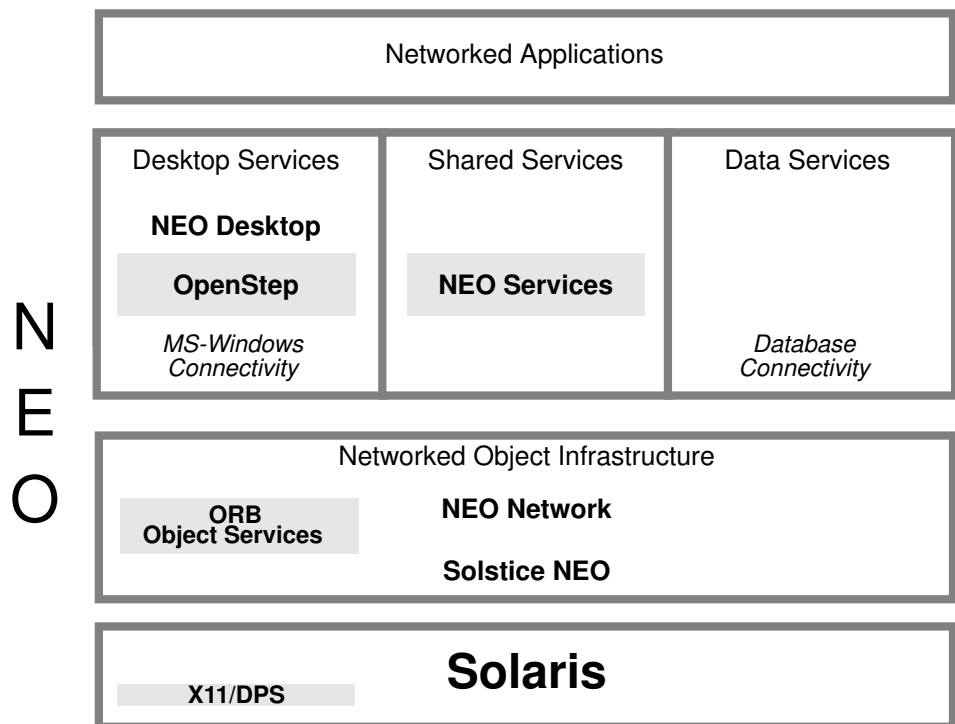 Networked Applications
Desktop Services
NEO Desktop
OpenStep
MS-Windows
Connectivity
Shared Services
NEO Services
Data Services
Database
Connectivity
N
E
O
Networked Object Infrastructure
ORB
Object Services
NEO Network
Solstice NEO
Solaris
X11/DPS